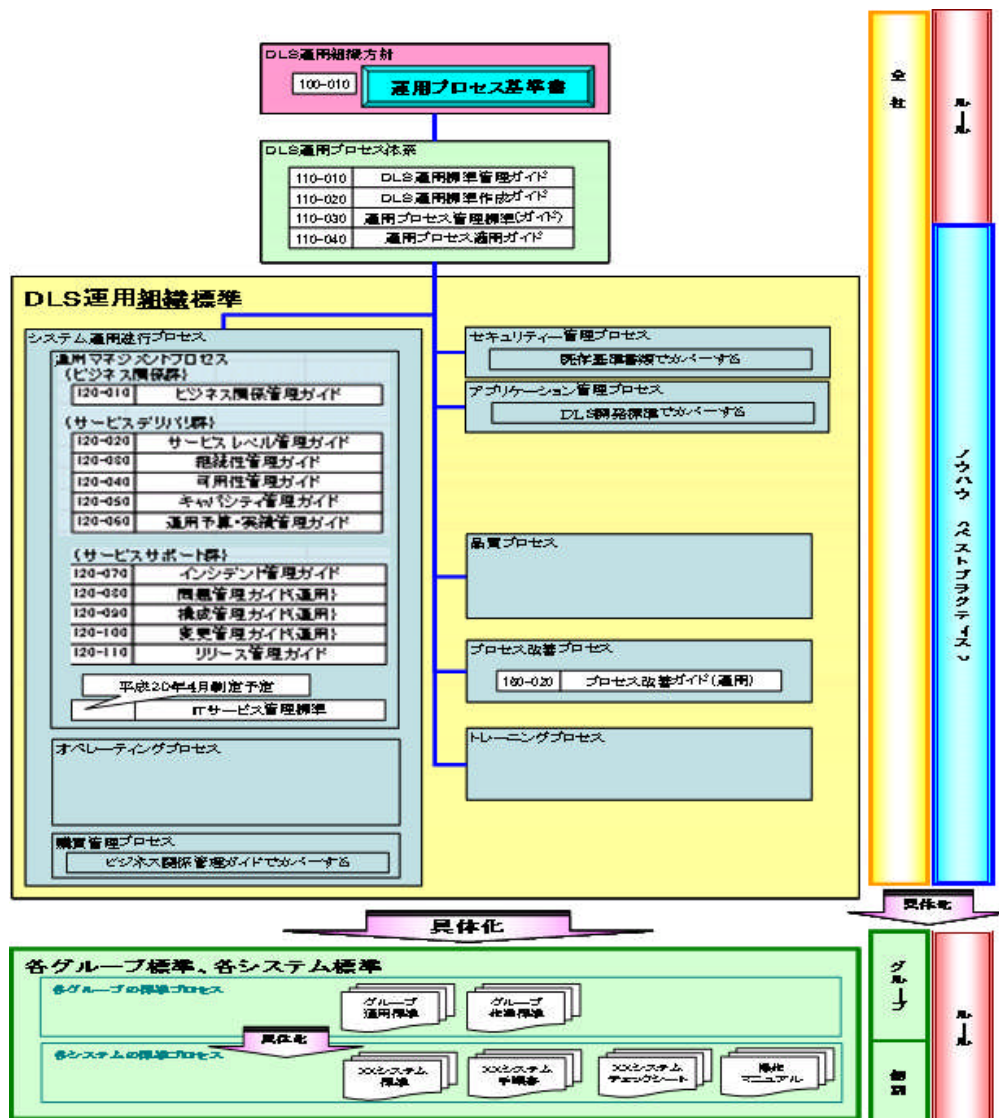 DLS運用組織方針
100-010 運用プロセス基準書
DLS運用プロセス体系
110-010 DLS運用標準管理ガイド
110-020 DLS運用標準作成ガイド
110-030 運用プロセス管理標準(ガイド)
110-040 運用プロセス適用ガイド
DLS運用組織標準
システム運用進行プロセス
運用マネジメントプロセス
(ビジネス関係群)
120-010 ビジネス関係管理ガイド
(サービスデリバリ群)
120-020 サービスレベル管理ガイド
120-030 継続性管理ガイド
120-040 可用性管理ガイド
120-050 キャパシティ管理ガイド
120-060 運用予算・実績管理ガイド
(サービスサポート群)
120-070 インシデント管理ガイド
120-080 問題管理ガイド(運用)
120-090 構成管理ガイド(運用)
120-100 変更管理ガイド(運用)
120-110 リリース管理ガイド
平成20年4月制定予定
ITサービス管理標準
オペレーティングプロセス
購買管理プロセス
ビジネス関係管理ガイドでカバーする
セキュリティー管理プロセス
既存基準書類でカバーする
アプリケーション管理プロセス
DLS開発標準でカバーする
品質プロセス
プロセス改善プロセス
160-020 プロセス改善ガイド(運用)
トレーニングプロセス
全社
ルール
ノウハウ(ベストプラクティス)
具体化
具体化
各グループ標準、各システム標準
各グループの標準プロセス
グループ
運用標準
グループ
作業標準
具体化
各システムの標準プロセス
XXシステム
標準
XXシステム
手順書
XXシステム
チェックシート
操作
マニュアル
グループ
個別
ルール